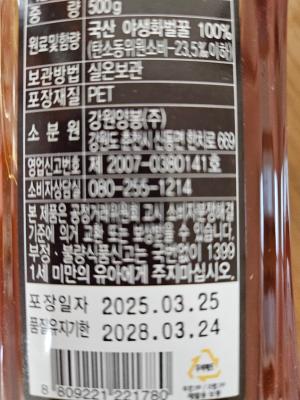 중 량 500g
원료및함량 국산 야생화벌꿀 100%
(탄소동위원소비 -23.5‰이하)
보관방법 실온보관
포장재질 PET
소 분 원 강원양봉(주)
강원도 춘천시 신동면 한치로 669
영업신고번호 제 2007-0380141호
소비자상담실 080-255-1214
본 제품은 공정거래위원회 고시 소비자분쟁해결
기준에 의거 교환 또는 보상받을 수 있습니다.
부정·불량식품신고는 국번없이 1399
1세 미만의 유아에게 주지마십시오.
포장일자 2025.03.25
품질유지기한 2028.03.24
8 809221 221780